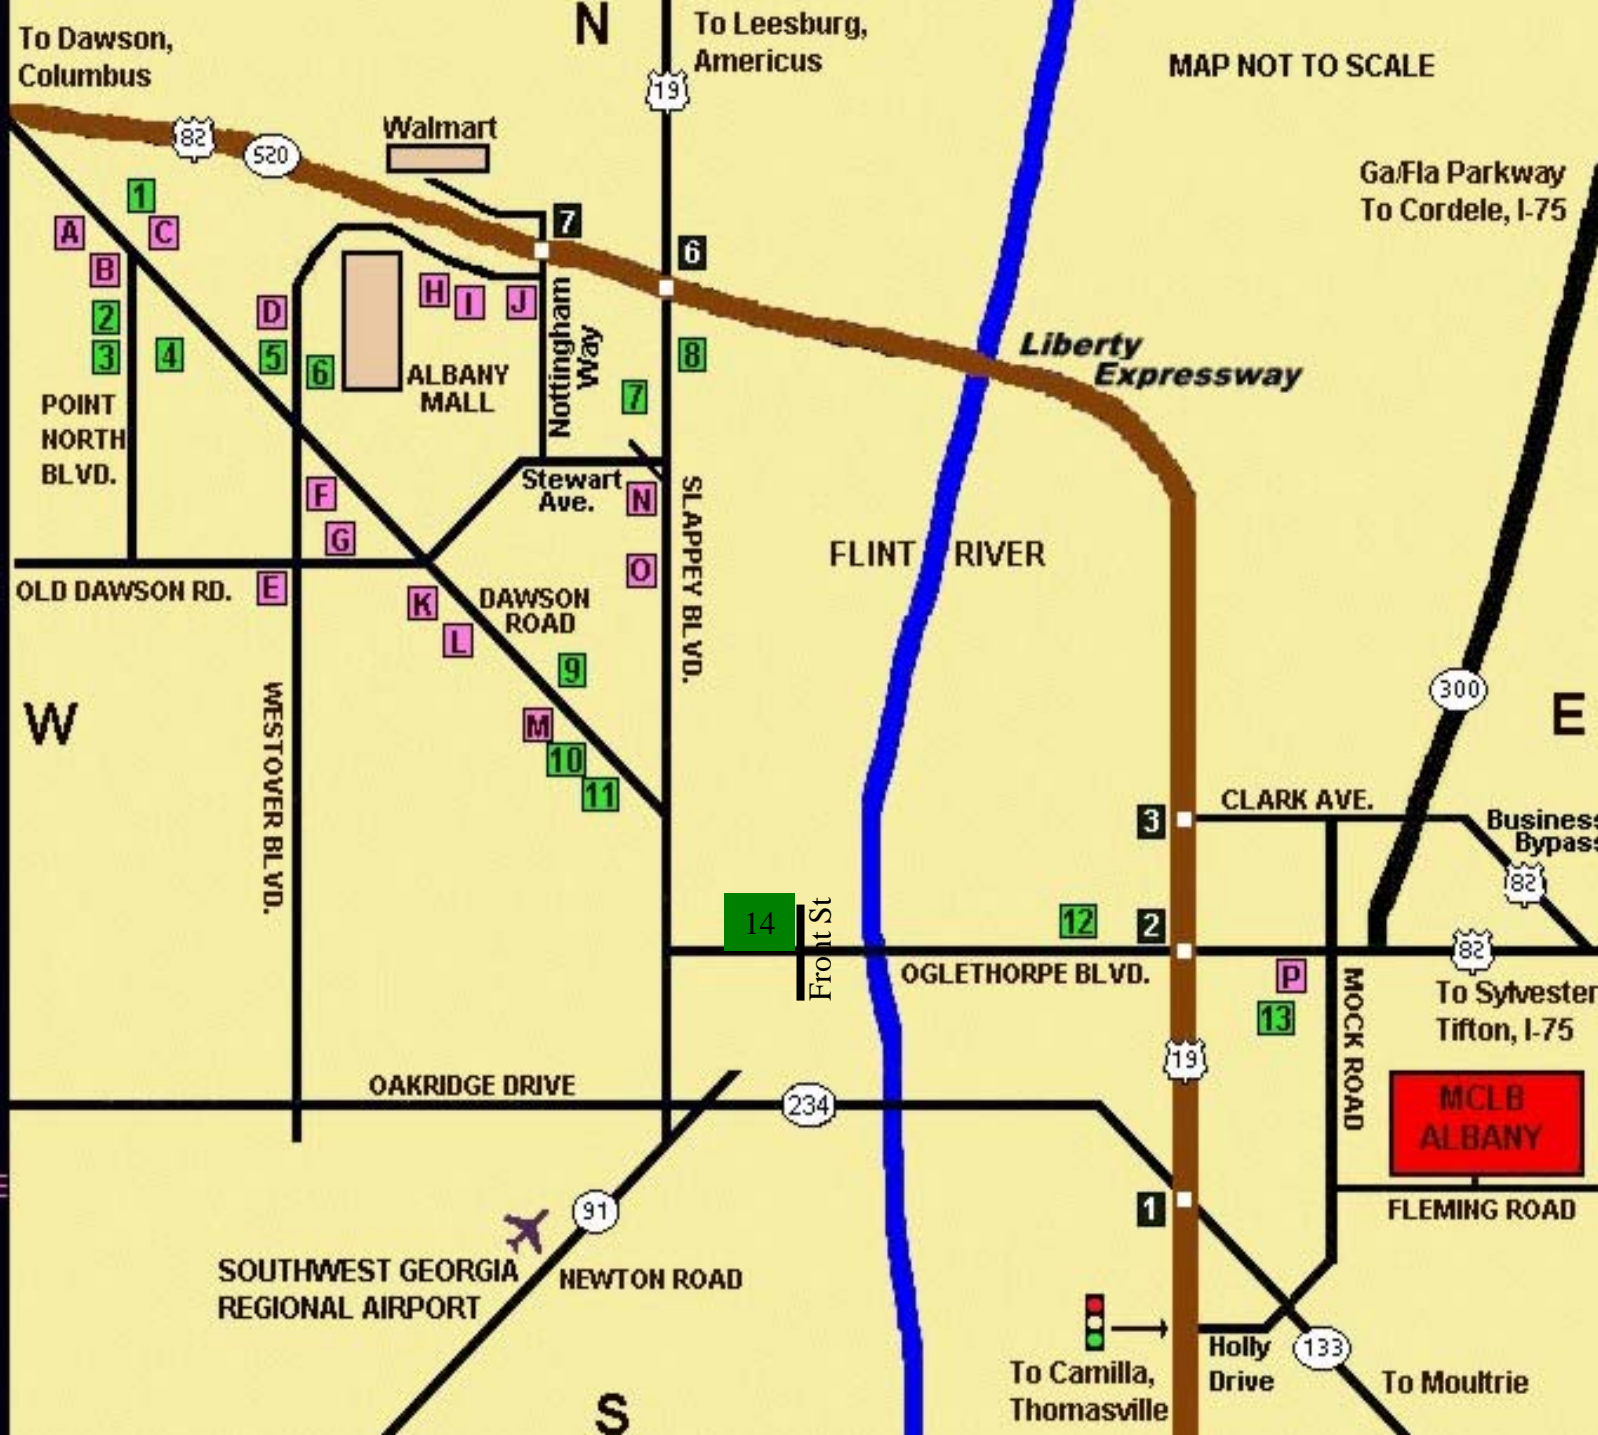 N
To Leesburg,
Americus
To Dawson,
Columbus
MAP NOT TO SCALE
19
82
520
Walmart
Ga/Fla Parkway
To Cordele, I-75
1
A
C
B
7
6
2
3
4
D
5
6
H
I
J
Nottingham
Way
8
7
Liberty
Expressway
ALBANY
MALL
POINT
NORTH
BLVD.
F
G
Stewart
Ave.
N
O
SLAPPEY BLVD.
FLINT RIVER
OLD DAWSON RD.
E
K
L
DAWSON
ROAD
9
M
10
11
W
WESTOVER BLVD.
300
E
3
CLARK AVE.
Business
Bypass
82
14
Front St
12
2
OGLETHORPE BLVD.
82
P
13
MOCK ROAD
To Sylvester
Tifton, I-75
19
MCLB
ALBANY
OAKRIDGE DRIVE
234
91
1
FLEMING ROAD
SOUTHWEST GEORGIA
REGIONAL AIRPORT
NEWTON ROAD
Holly
Drive
133
To Camilla,
Thomasville
To Moultrie
S